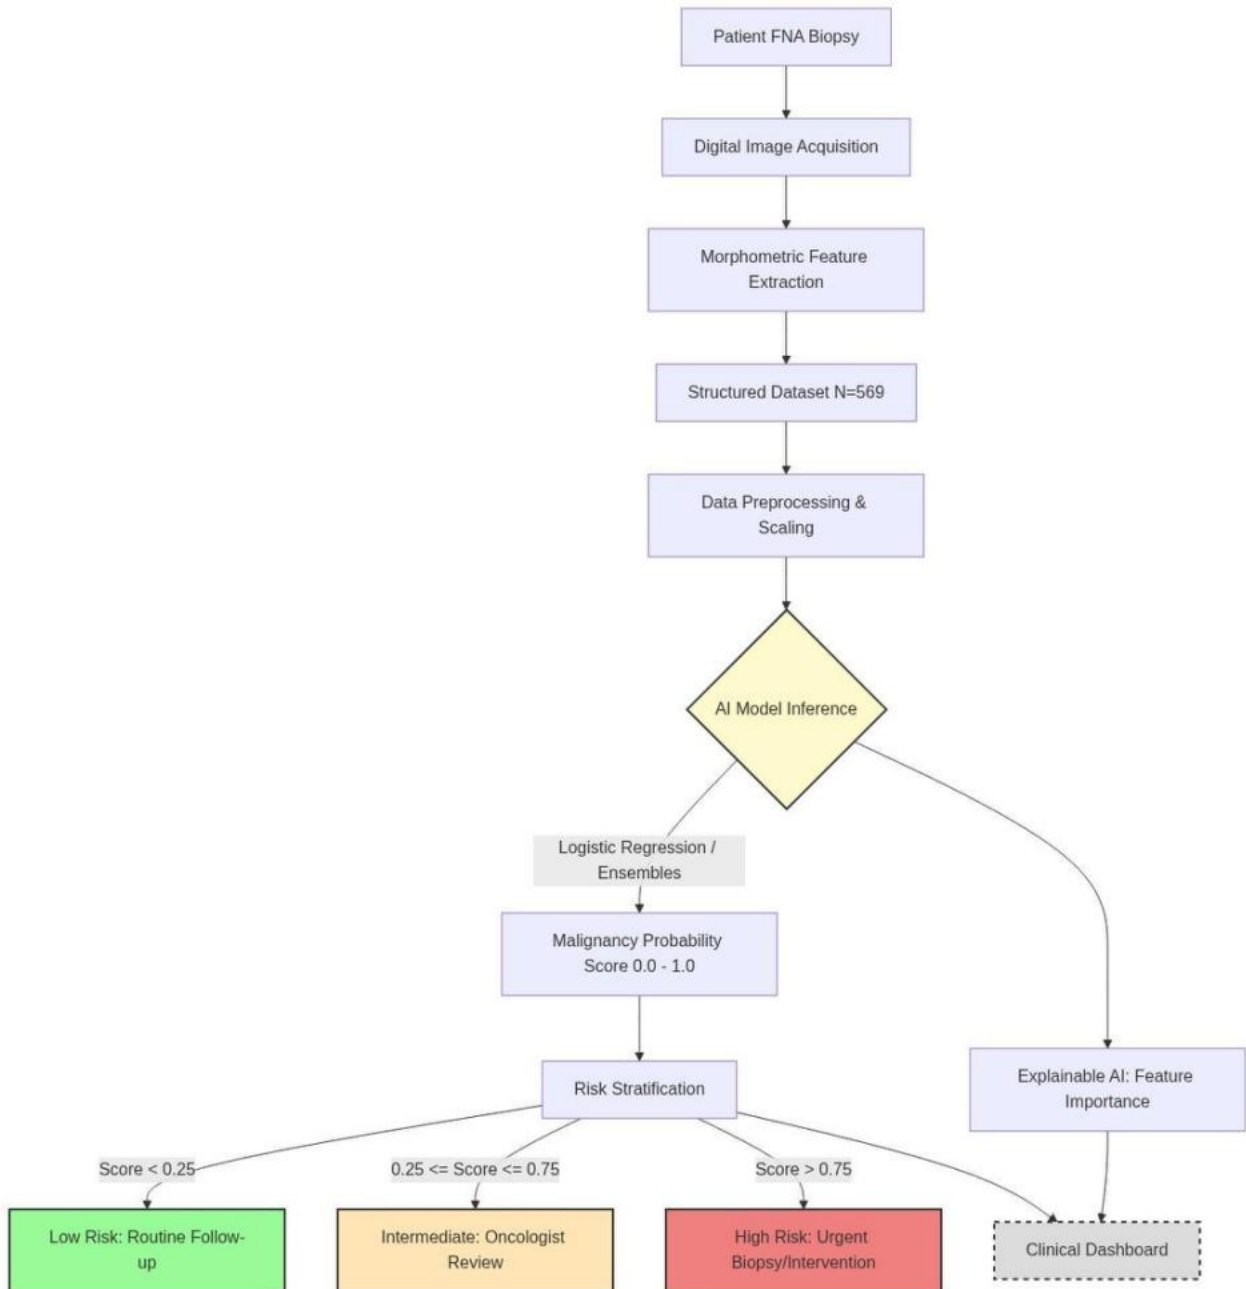 Patient FNA Biopsy
Digital Image Acquisition
Morphometric Feature
Extraction
Structured Dataset N=569
Data Preprocessing &
Scaling
AI Model Inference
Logistic Regression /
Ensembles
Malignancy Probability
Score 0.0 - 1.0
Risk Stratification
Explainable AI: Feature
Importance
Score < 0.25
0.25 <= Score <= 0.75
Score > 0.75
Low Risk: Routine Follow-
up
Intermediate: Oncologist
Review
High Risk: Urgent
Biopsy/Intervention
Clinical Dashboard